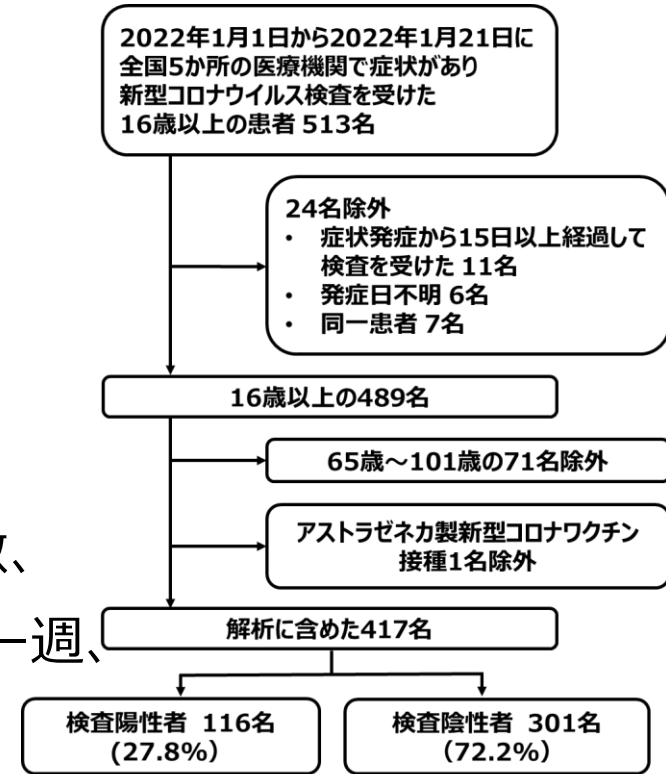 2022年1月1日から2022年1月21日に
全国5か所の医療機関で症状があり
新型コロナウイルス検査を受けた
16歳以上の患者 513名
24名除外
・ 症状発症から15日以上経過して
検査を受けた 11名
・ 発症日不明 6名
・ 同一患者 7名
16歳以上の489名
65歳～101歳の71名除外
アストラゼネカ製新型コロナワクチン
接種1名除外
数、
一週、
解析に含めた417名
検査陽性者 116名
(27.8%）
検査陰性者 301名
（72.2%）